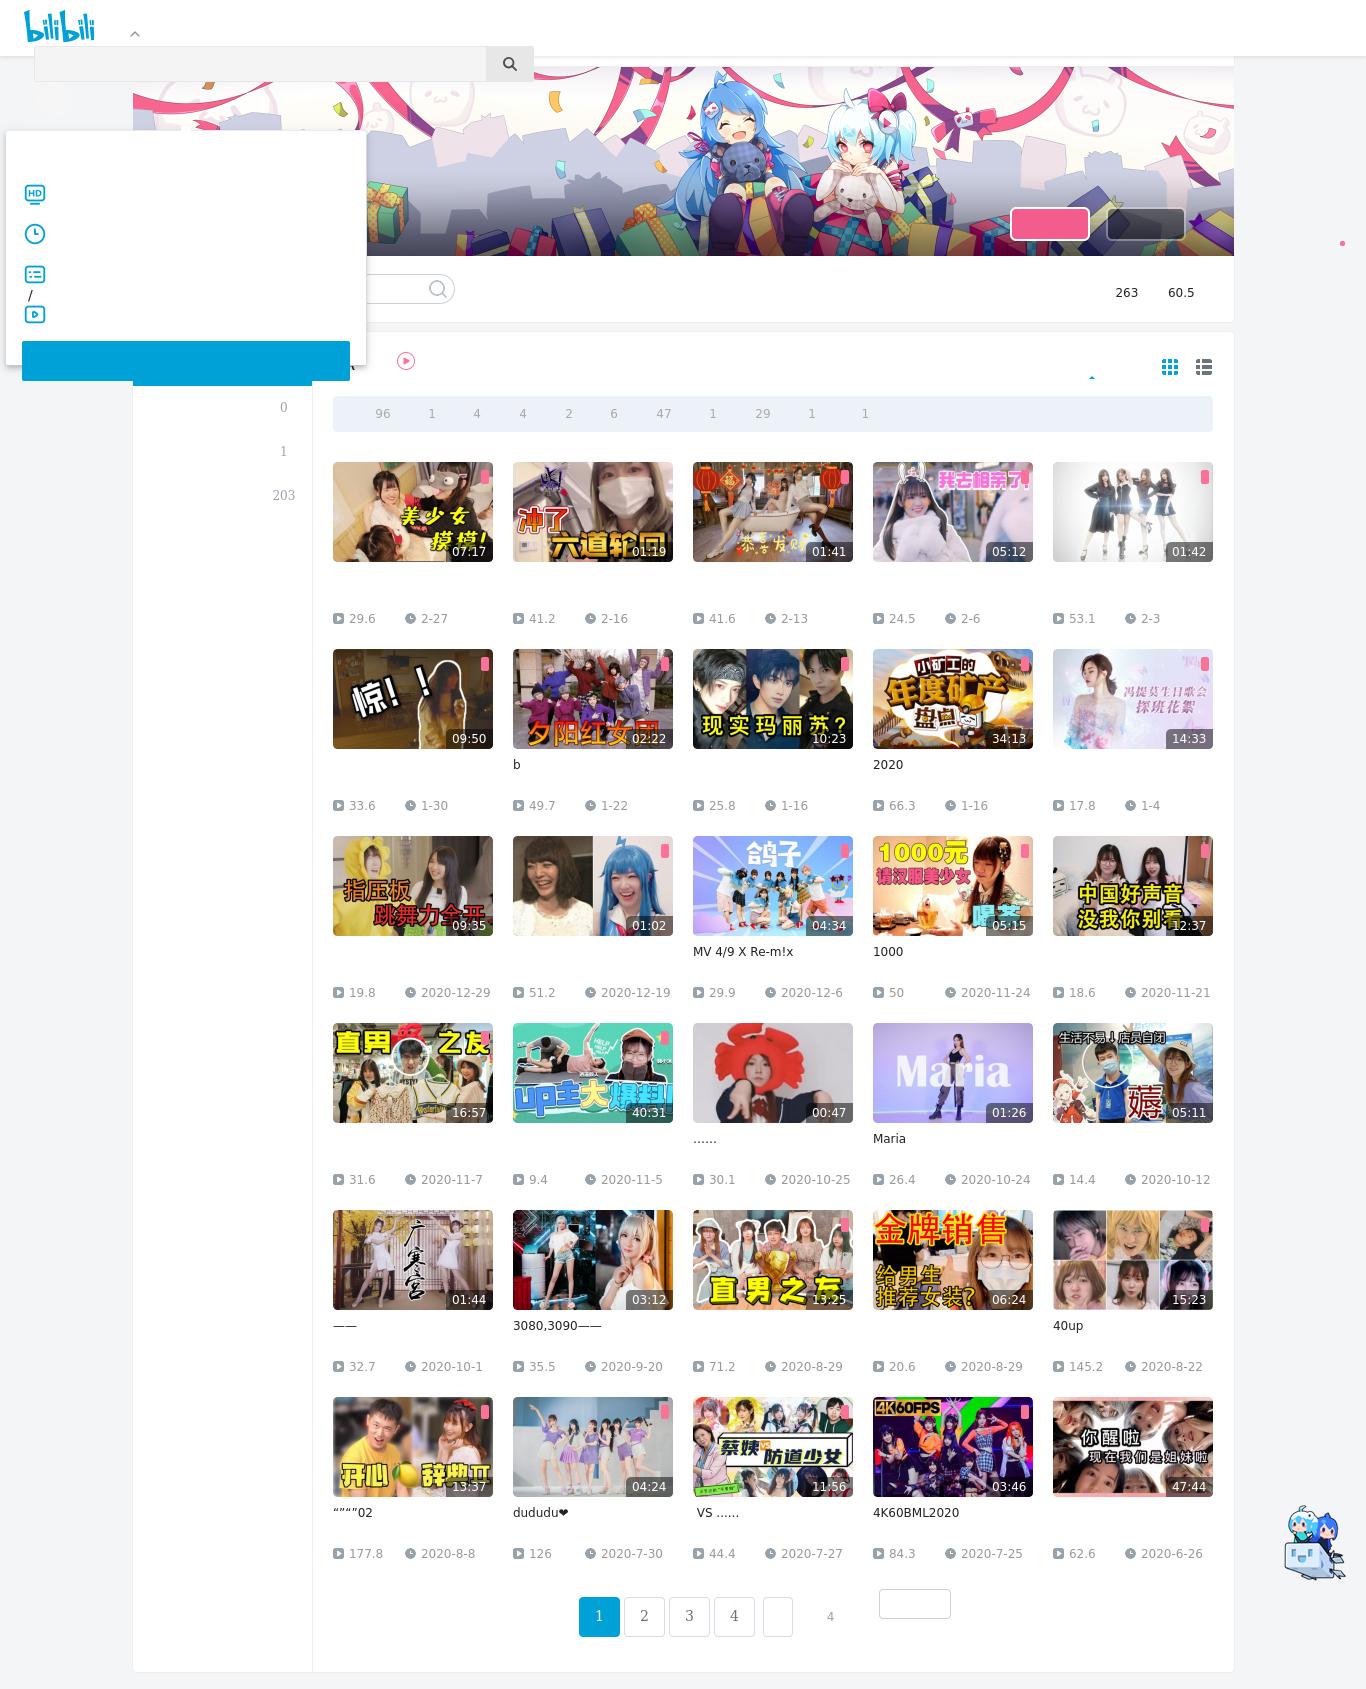 bilibili
263 60.5
HD
/
0
1
203
96 1 4 4 2 6 47 1 29 1 1
美少女
摸摸!
07:17
冲了
六道轮回
01:19
恭喜发财
01:41
我去相亲了!
05:12
01:42
29.6 2-27 41.2 2-16 41.6 2-13 24.5 2-6 53.1 2-3
惊!!
09:50
夕阳红女团
02:22
现实玛丽苏?
10:23
小矿工的
年度矿产
盘点
34:13
冯提莫生日歌会
探班花絮
14:33
b 2020
33.6 1-30 49.7 1-22 25.8 1-16 66.3 1-16 17.8 1-4
指压板
跳舞力全开
09:35
01:02
鸽子
04:34
1000元
请汉服美少女
喝茶
05:15
中国好声音
没我你别看
12:37
MV 4/9 X Re-m!x 1000
19.8 2020-12-29 51.2 2020-12-19 29.9 2020-12-6 50 2020-11-24 18.6 2020-11-21
直男之友
16:57
up主大爆料
40:31
00:47
Maria
01:26
生活不易!店员自闭
薅
05:11
...... Maria
31.6 2020-11-7 9.4 2020-11-5 30.1 2020-10-25 26.4 2020-10-24 14.4 2020-10-12
广寒宫
01:44
03:12
直男之友
13:25
金牌销售
给男生
推荐女装?
06:24
15:23
—— 3080,3090—— 40up
32.7 2020-10-1 35.5 2020-9-20 71.2 2020-8-29 20.6 2020-8-29 145.2 2020-8-22
开心
13:37
04:24
蔡姨VS防道少女
11:56
4K60FPS
03:46
你醒啦
现在我们是姐妹啦
47:44
“”“”02 dududu❤ VS ...... 4K60BML2020
177.8 2020-8-8 126 2020-7-30 44.4 2020-7-27 84.3 2020-7-25 62.6 2020-6-26
1 2 3 4 4